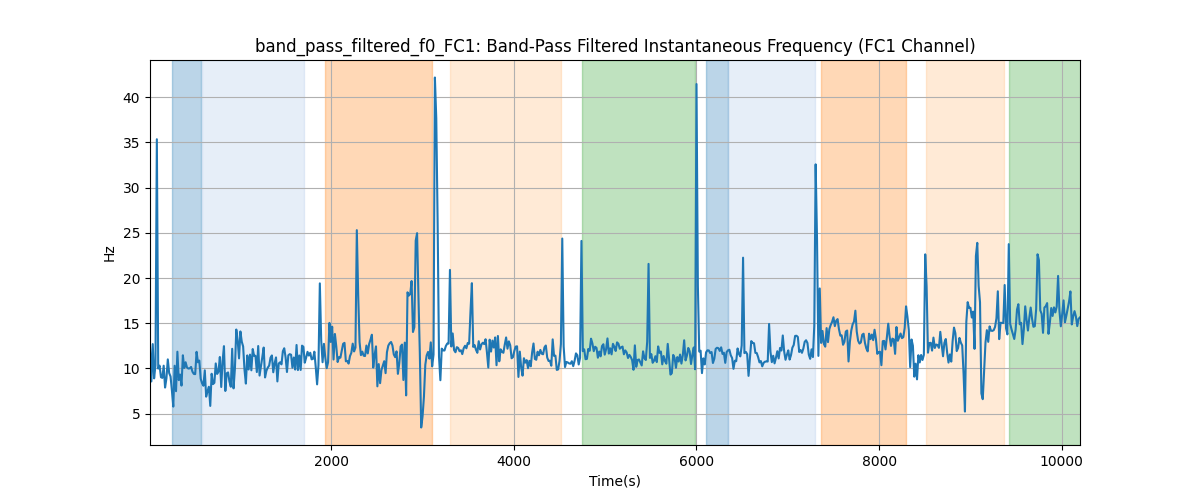 band_pass_filtered_f0_FC1: Band-Pass Filtered Instantaneous Frequency (FC1 Channel)
40
35
30
25
20
15
10
5
Hz
2000 4000 6000 8000 10000
Time(s)